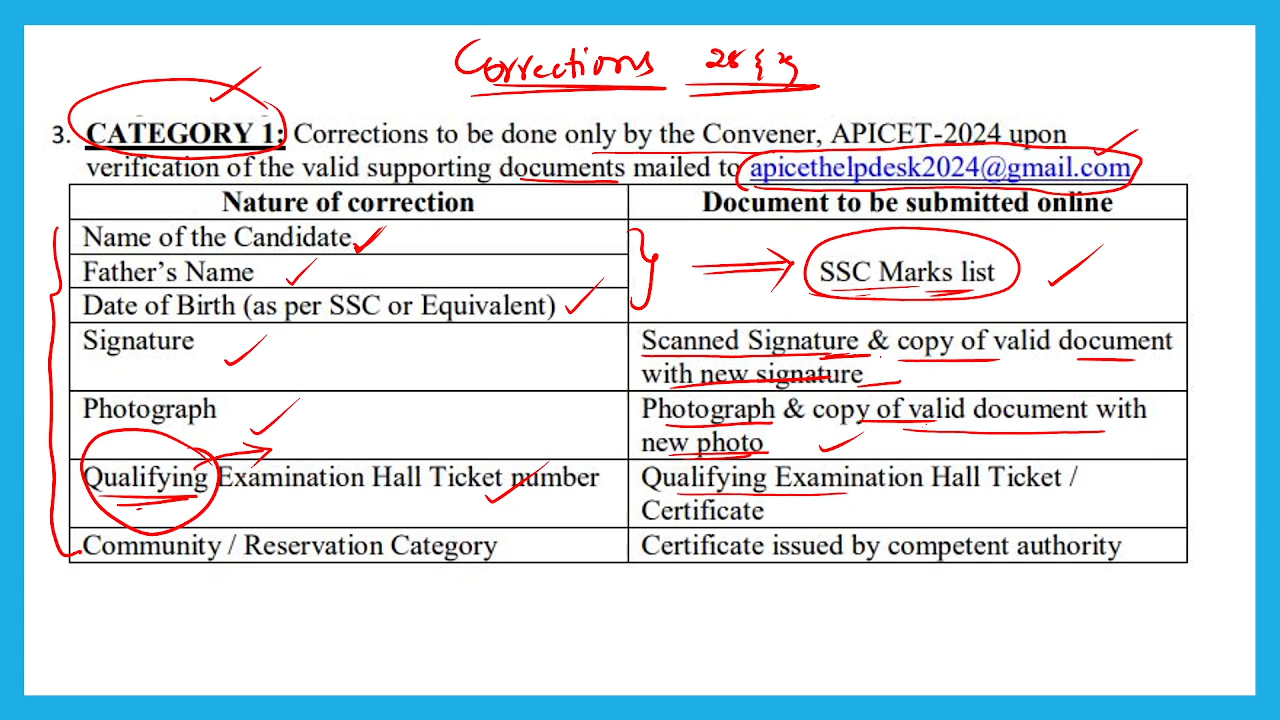 Corrections 28 &
3. CATEGORY 1: Corrections to be done only by the Convener, APICET-2024 upon
verification of the valid supporting documents mailed to apicethelpdesk2024@gmail.com
Nature of correction Document to be submitted online
Name of the Candidate
Father's Name
Date of Birth (as per SSC or Equivalent)
SSC Marks list
Signature
Scanned Signature & copy of valid document
with new signature
Photograph
Photograph & copy of valid document with
new photo
Qualifying Examination Hall Ticket number
Qualifying Examination Hall Ticket /
Certificate
Community / Reservation Category
Certificate issued by competent authority